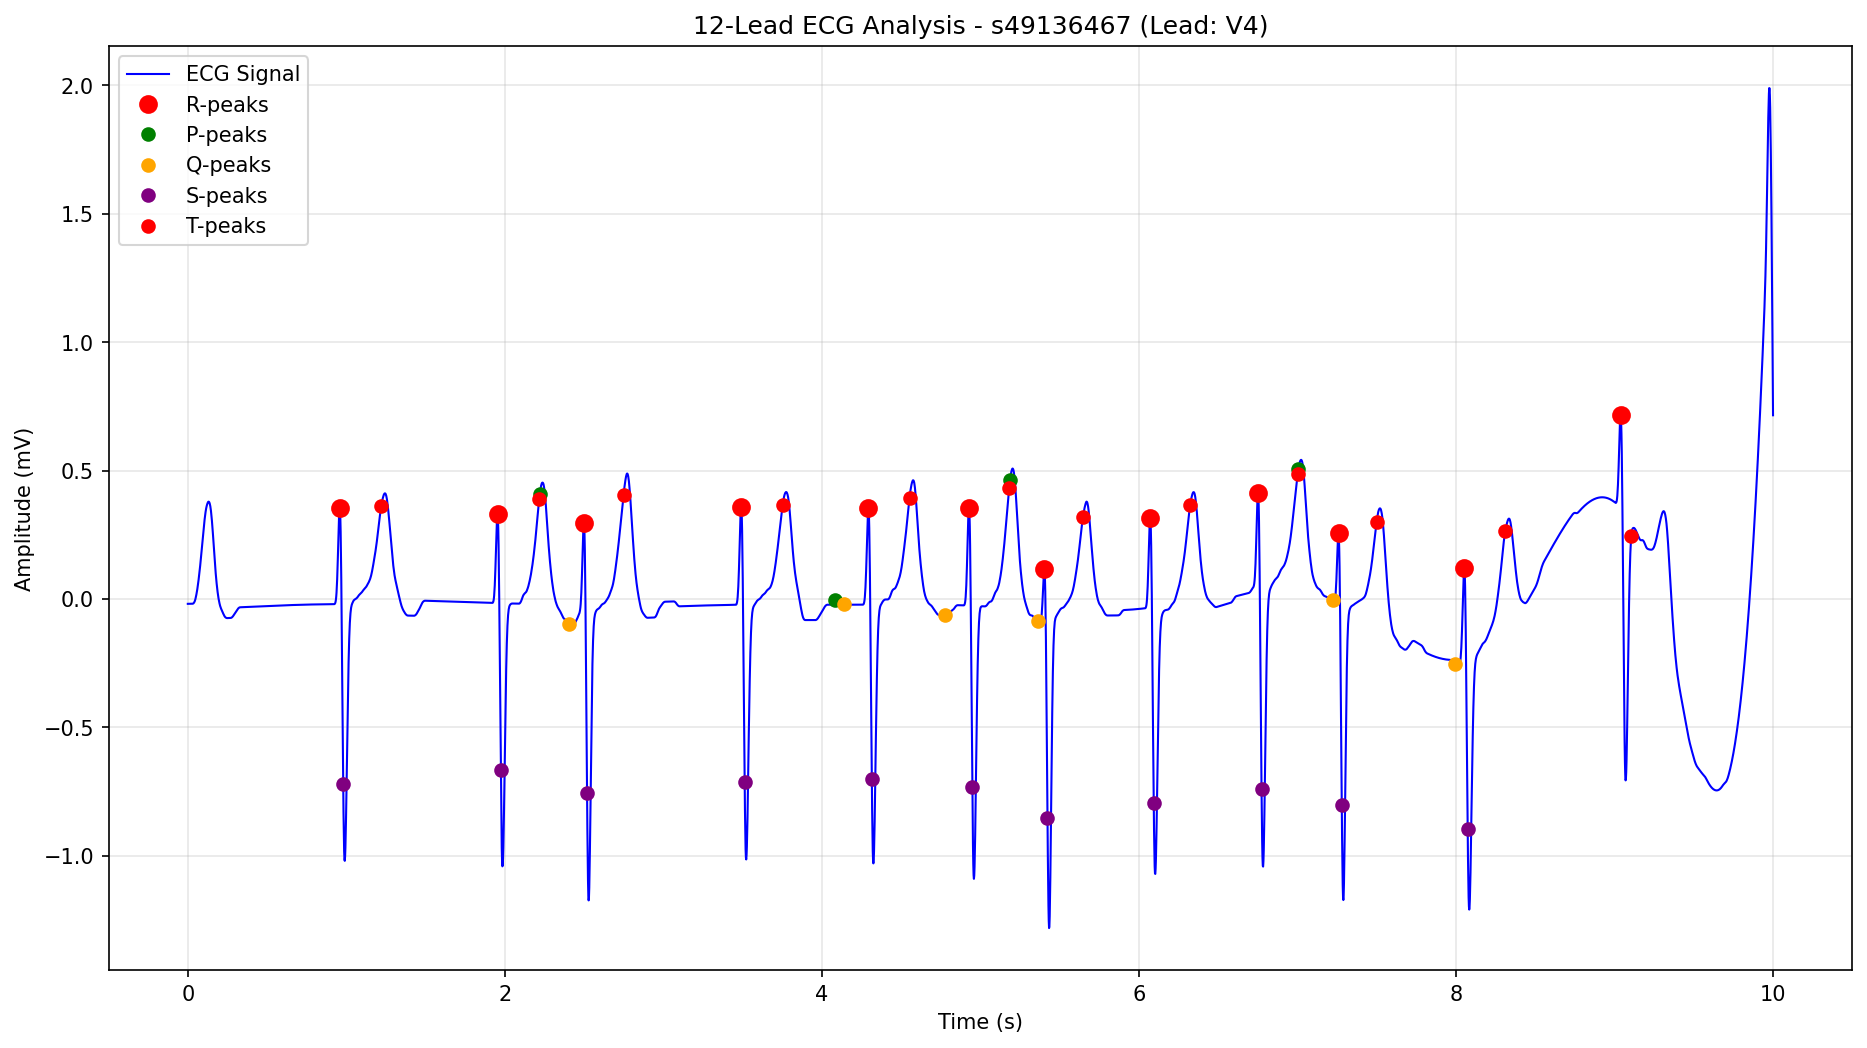 12-Lead ECG Analysis - s49136467 (Lead: V4)
ECG Signal
R-peaks
P-peaks
Q-peaks
S-peaks
T-peaks
Amplitude (mV)
2.0
1.5
1.0
0.5
0.0
−0.5
−1.0
0 2 4 6 8 10
Time (s)